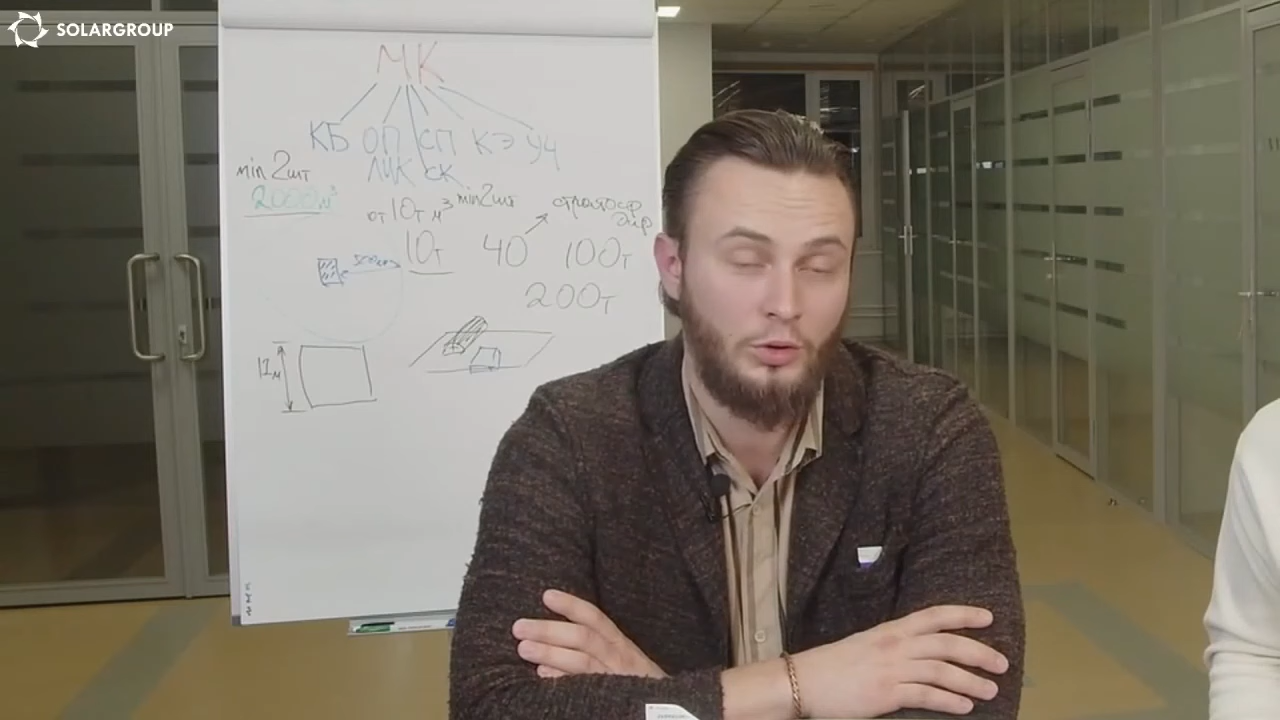 SOLARGROUP
МК
КБ ОП СП КЭ УЧ
ЛИК СК
min 2шт
2000м³
от 10т м³ min 2шт
10т 40 100т
200т
12м